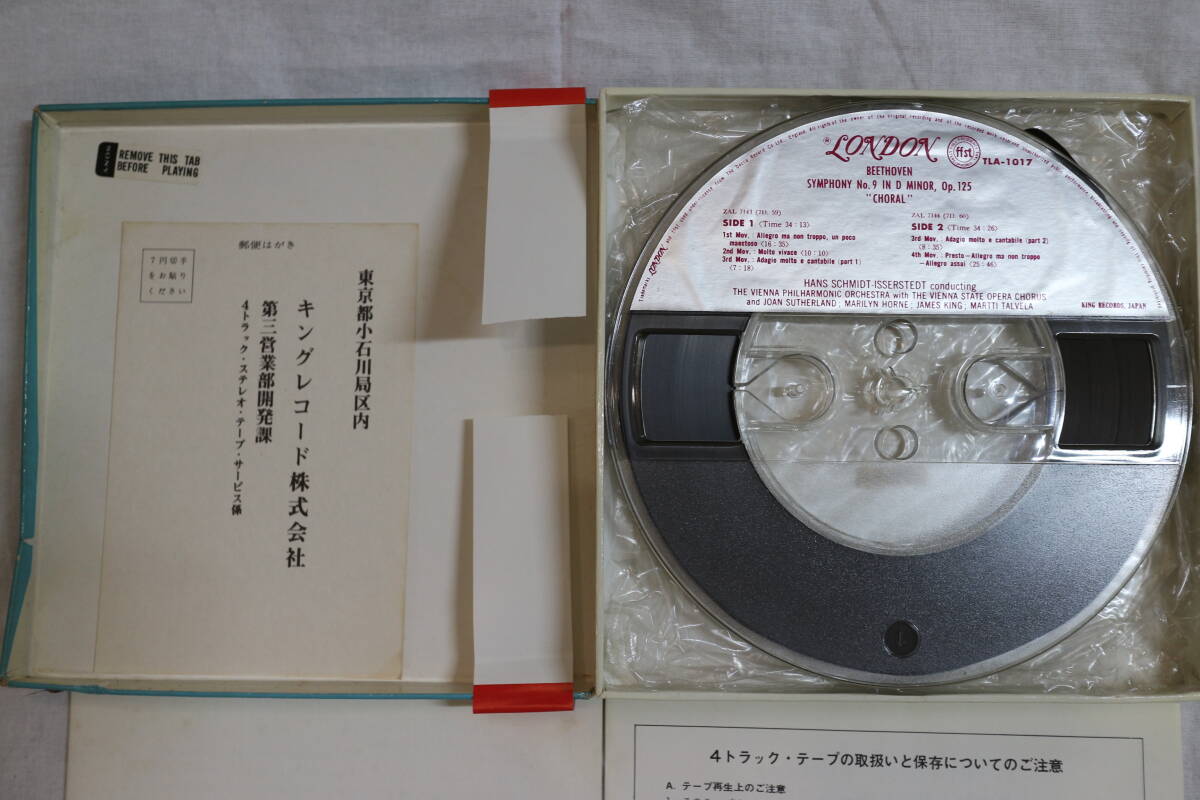 REMOVE THIS TAB
BEFORE PLAYING
郵便はがき
7円切手
をお貼り
ください
東京都小石川局区内
キングレコード株式会社
第三営業部開発課
4トラック・ステレオ・テープ・サービス係
LONDON
ffst
TLA-1017
BEETHOVEN
SYMPHONY No. 9 IN D MINOR, Op. 125
"CHORAL"
ZAL 7143 (7D. 59)
SIDE 1 (Time 34 : 13)
1st Mov. : Allegro ma non troppo, un poco
maestoso (16 : 35)
2nd Mov. : Molto vivace (10 : 10)
3rd Mov. : Adagio molto e cantabile (part 1)
(7 : 18)
ZAL 7144 (7D. 60)
SIDE 2 (Time 34 : 26)
3rd Mov. : Adagio molto e cantabile (part 2)
(8 : 35)
4th Mov. : Presto—Allegro ma non troppo
—Allegro assai (25 : 46)
HANS SCHMIDT-ISSERSTEDT conducting
THE VIENNA PHILHARMONIC ORCHESTRA with THE VIENNA STATE OPERA CHORUS
and JOAN SUTHERLAND; MARILYN HORNE; JAMES KING, MARTTI TALVELA
KING RECORDS, JAPAN
4トラック・テープの取扱いと保存についてのご注意
A. テープ再生上のご注意